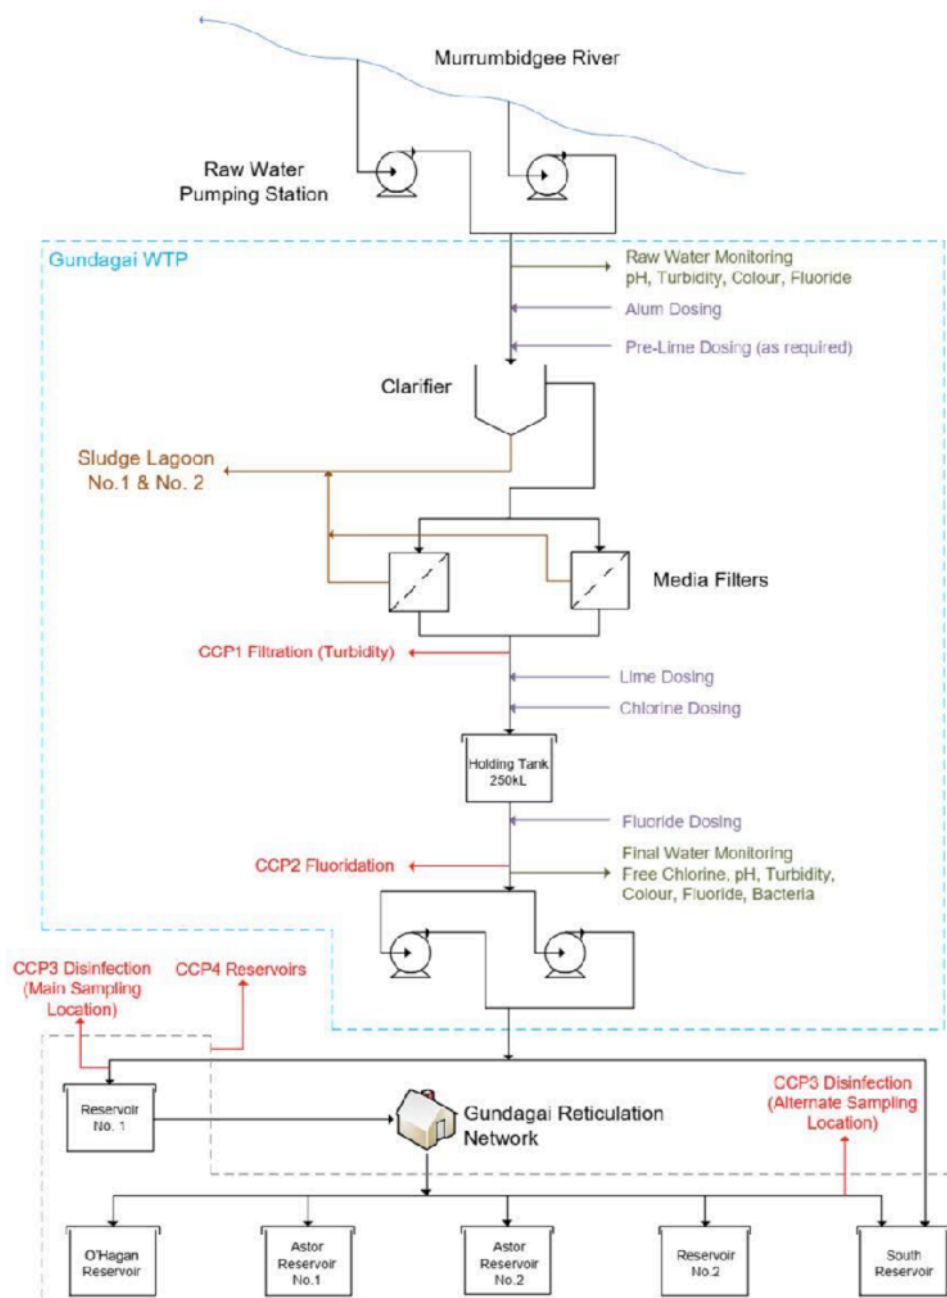 Murrumbidgee River
Raw Water
Pumping Station
Gundagai WTP
Raw Water Monitoring
pH, Turbidity, Colour, Fluoride
Alum Dosing
Pre-Lime Dosing (as required)
Clarifier
Sludge Lagoon
No.1 & No. 2
Media Filters
CCP1 Filtration (Turbidity)
Lime Dosing
Chlorine Dosing
Holding Tank
250kL
Fluoride Dosing
CCP2 Fluoridation
Final Water Monitoring
Free Chlorine, pH, Turbidity,
Colour, Fluoride, Bacteria
CCP3 Disinfection
(Main Sampling
Location)
CCP4 Reservoirs
Reservoir
No. 1
Gundagai Reticulation
Network
CCP3 Disinfection
(Alternate Sampling
Location)
O'Hagan
Reservoir
Astor
Reservoir
No.1
Astor
Reservoir
No.2
Reservoir
No.2
South
Reservoir